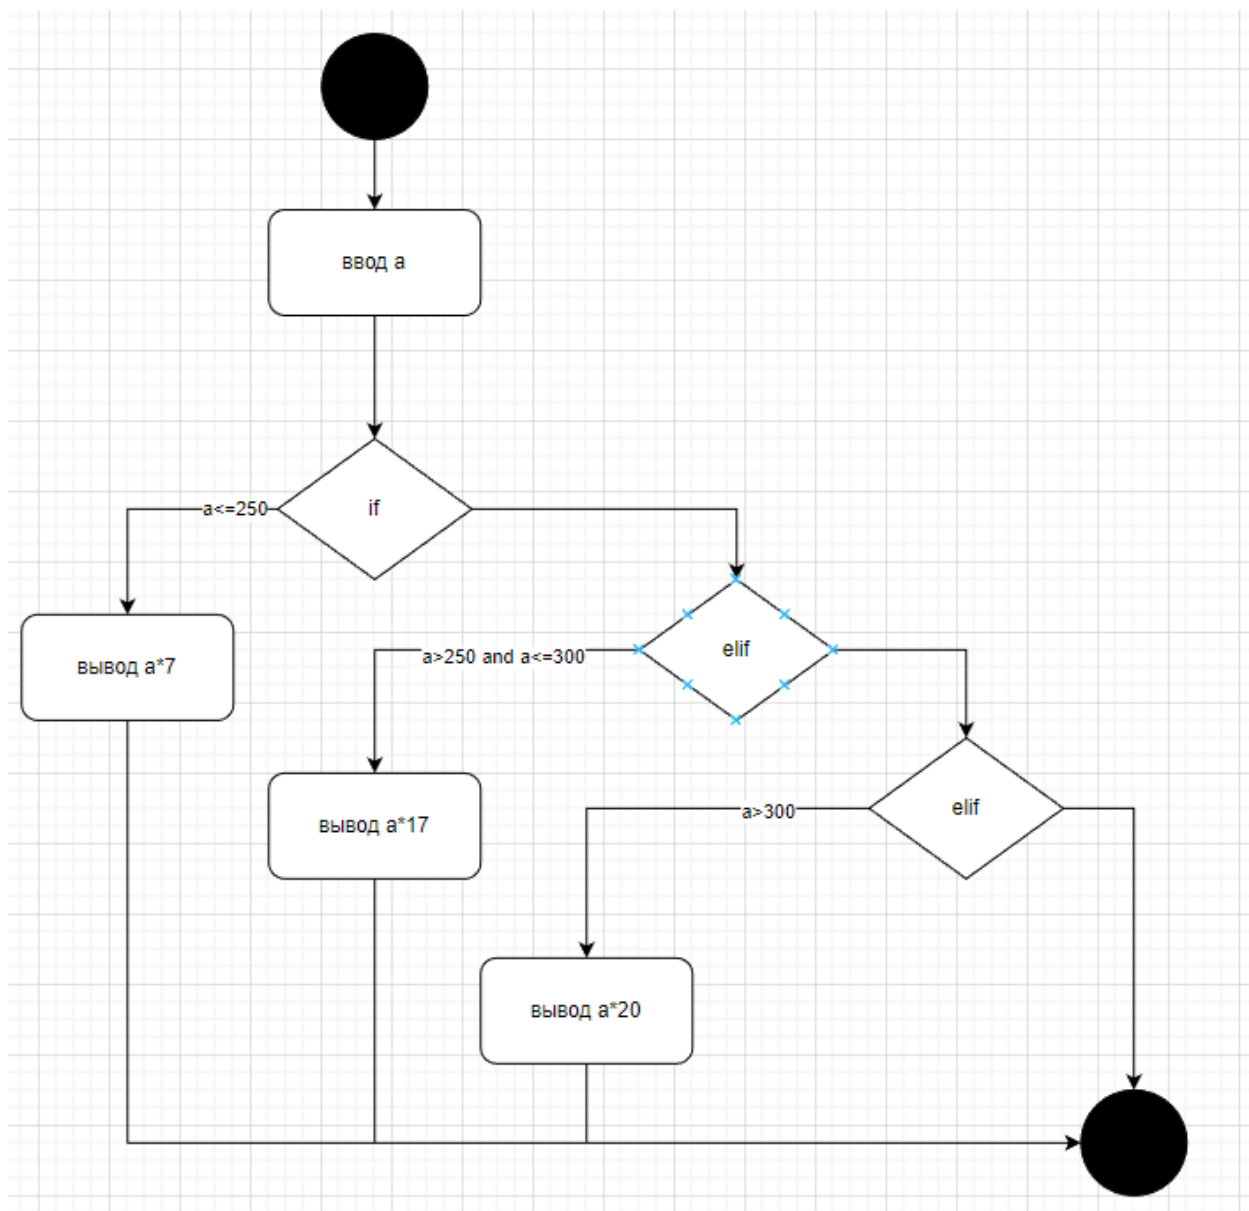 ввод а
if
a<=250
elif
вывод а*7
a>250 and a<=300
elif
a>300
вывод а*17
вывод а*20